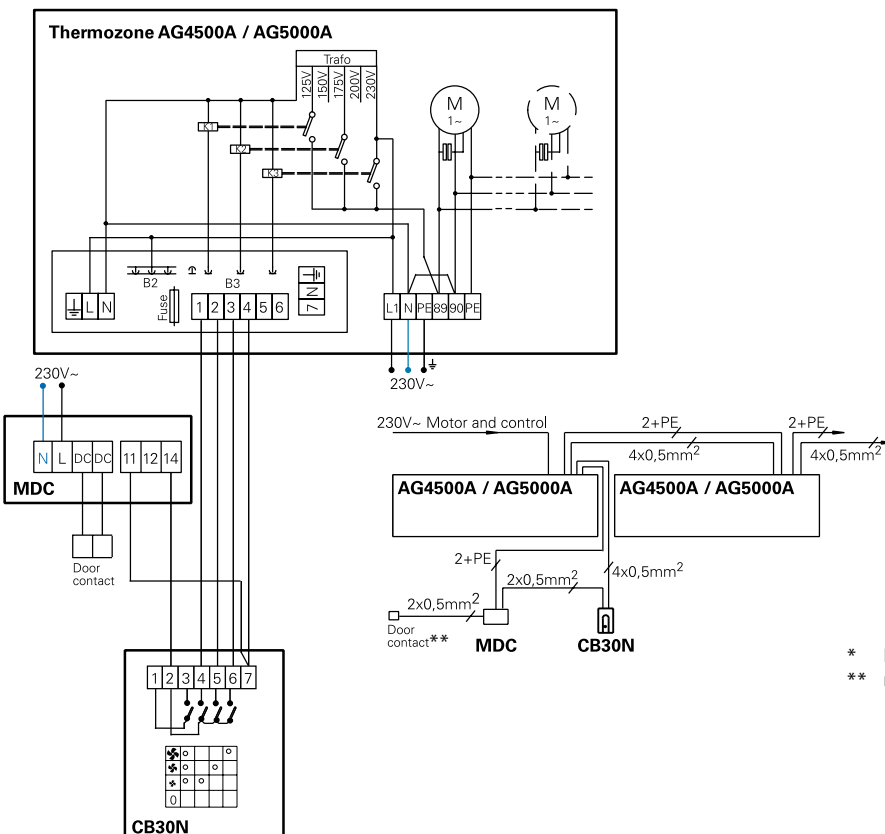 Thermozone AG4500A / AG5000A
Trafo
125V
150V
175V
200V
230V
M
1~
M
1~
K1
K2
K3
B2
B3
Fuse
L N
1 2 3 4 5 6
7 N
L1 N PE 89 90 PE
230V~
230V~
N L DC DC 11 12 14
MDC
Door
contact
1 2 3 4 5 6 7
0
CB30N
230V~ Motor and control
2+PE
2+PE
4x0,5mm2
4x0,5mm2
AG4500A / AG5000A
AG4500A / AG5000A
2+PE
2x0,5mm2
4x0,5mm2
2x0,5mm2
Door
contact**
MDC
CB30N
*
**